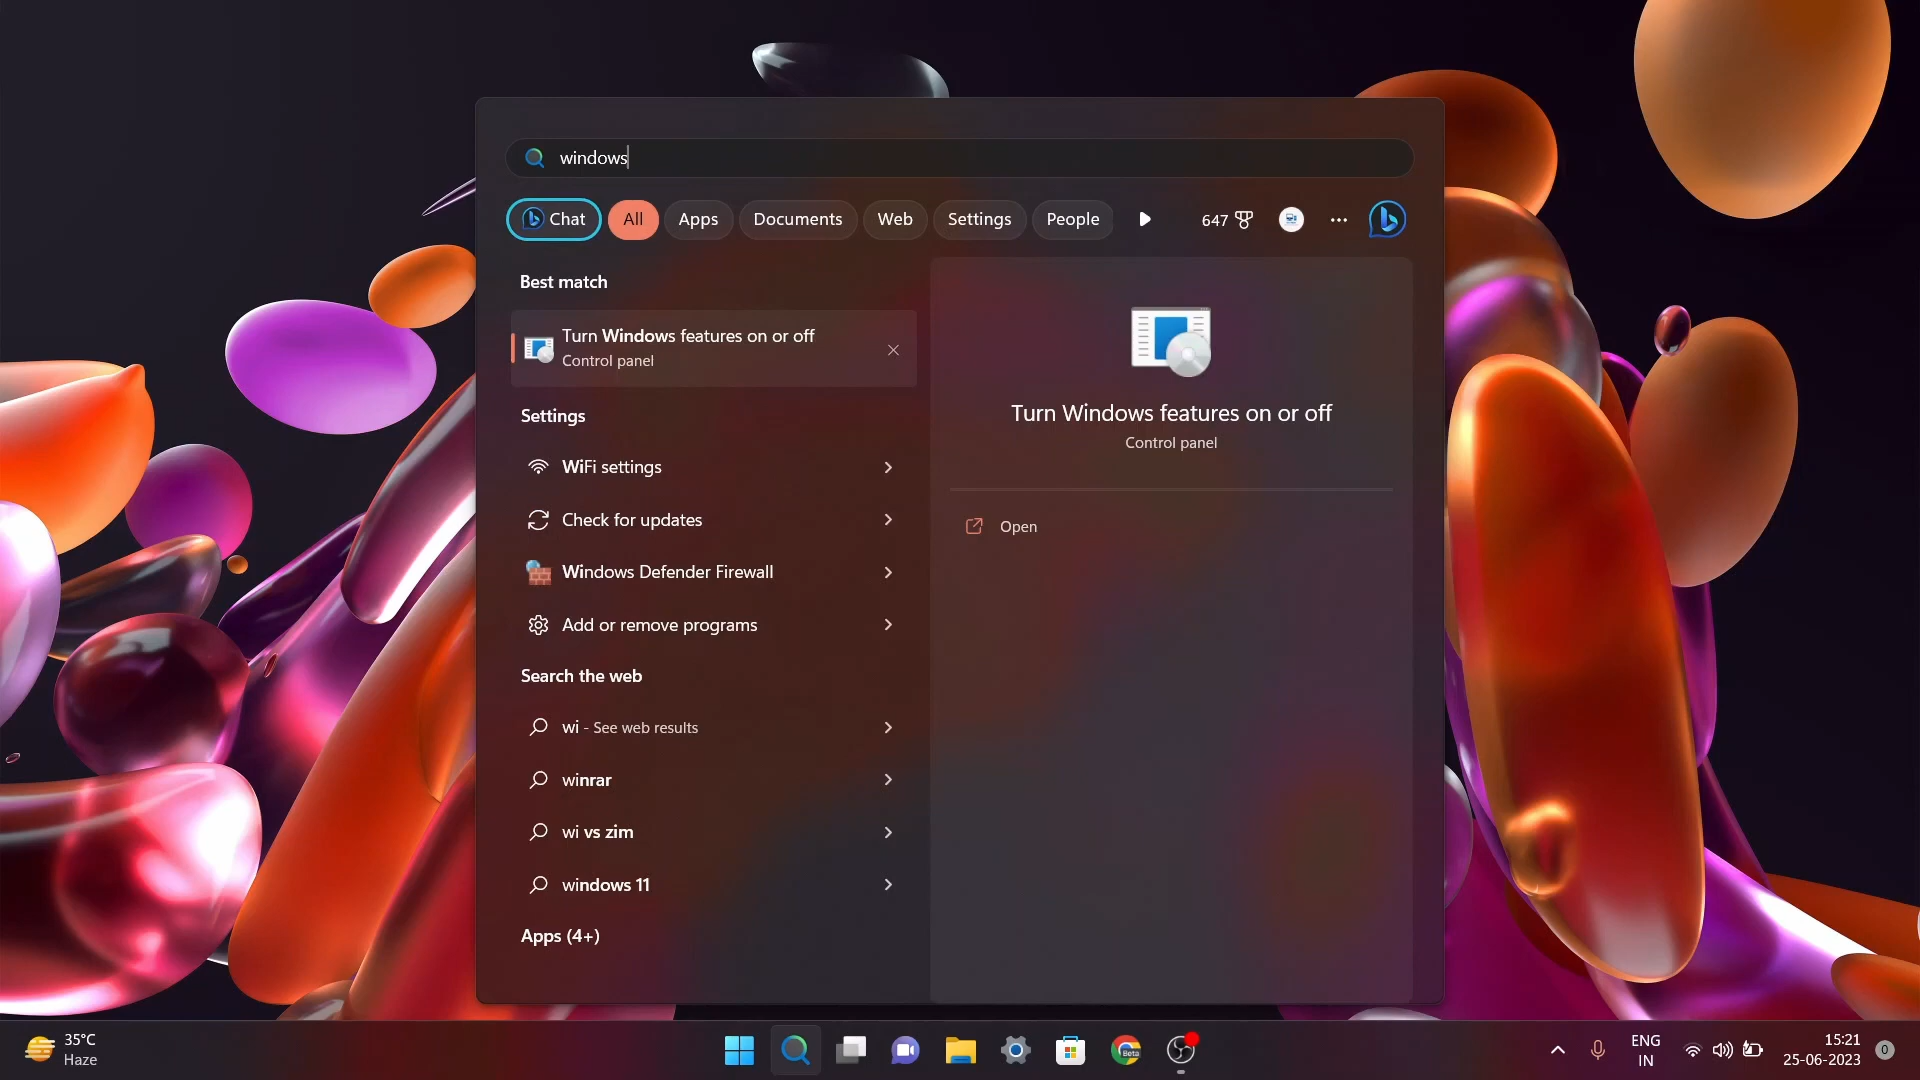 windows
Chat
All
Apps
Documents
Web
Settings
People
647
Best match
Turn Windows features on or off
Control panel
Settings
WiFi settings
Check for updates
Windows Defender Firewall
Add or remove programs
Search the web
wi - See web results
winrar
wi vs zim
windows 11
Apps (4+)
Turn Windows features on or off
Control panel
Open
35°C
Haze
Beta
ENG
IN
15:21
25-06-2023
0